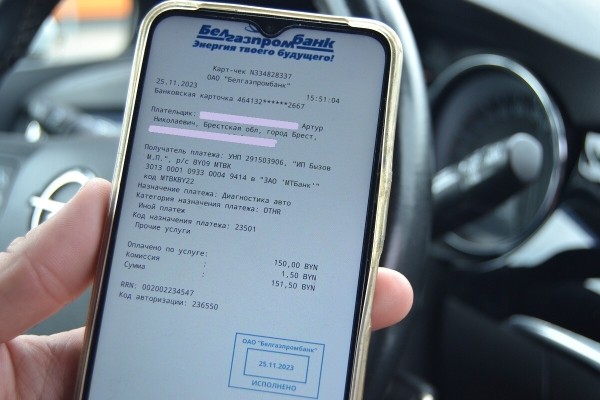 Белгазпромбанк
Энергия твоего будущего!
Карт-чек N334828337
ОАО "Белгазпромбанк"
25.11.2023 15:51:04
Банковская карточка 464132******2667
Плательщик: Артур
Николаевич, Брестская обл, город Брест,
Получатель платежа: УНП 291503906, "ИП Бызов
М.П.", р/с BY09 MTBK
3013 0001 0933 0004 9414 в "ЗАО 'МТБанк'"
код MTBKBY22
Назначение платежа: Диагностика авто
Категория назначения платежа: OTHR
Иной платеж
Код назначения платежа: 23501
Прочие услуги
Оплачено по услуге: 150,00 BYN
Комиссия : 1,50 BYN
Сумма : 151,50 BYN
RRN: 002002234547
Код авторизации: 236550
ОАО "Белгазпромбанк"
25.11.2023
ИСПОЛНЕНО